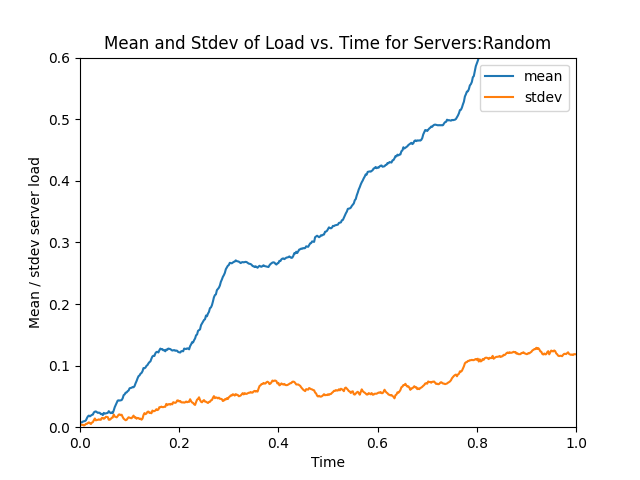 Mean and Stdev of Load vs. Time for Servers:Random
mean
stdev
Mean / stdev server load
0.6
0.5
0.4
0.3
0.2
0.1
0.0
0.0 0.2 0.4 0.6 0.8 1.0
Time